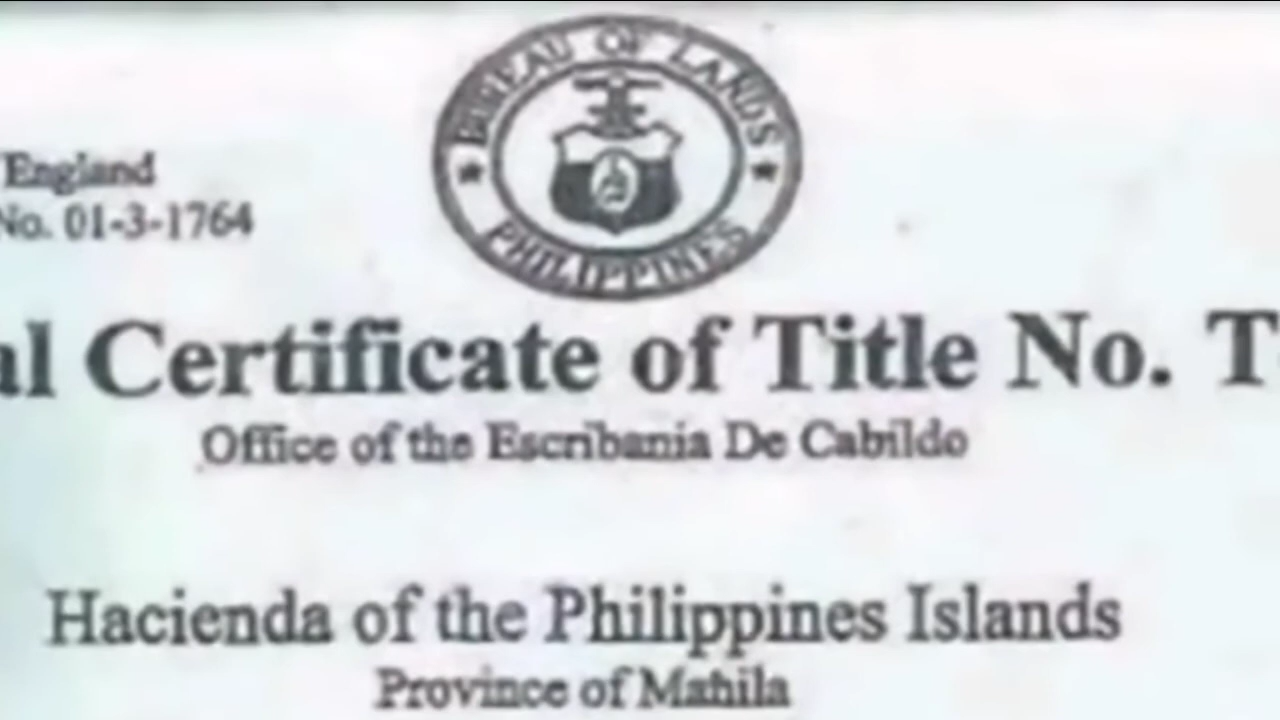 BUREAU OF LANDS
PHILIPPINES
England
No. 01-3-1764
al Certificate of Title No. T
Office of the Escribania De Cabildo
Hacienda of the Philippines Islands
Province of Mahila